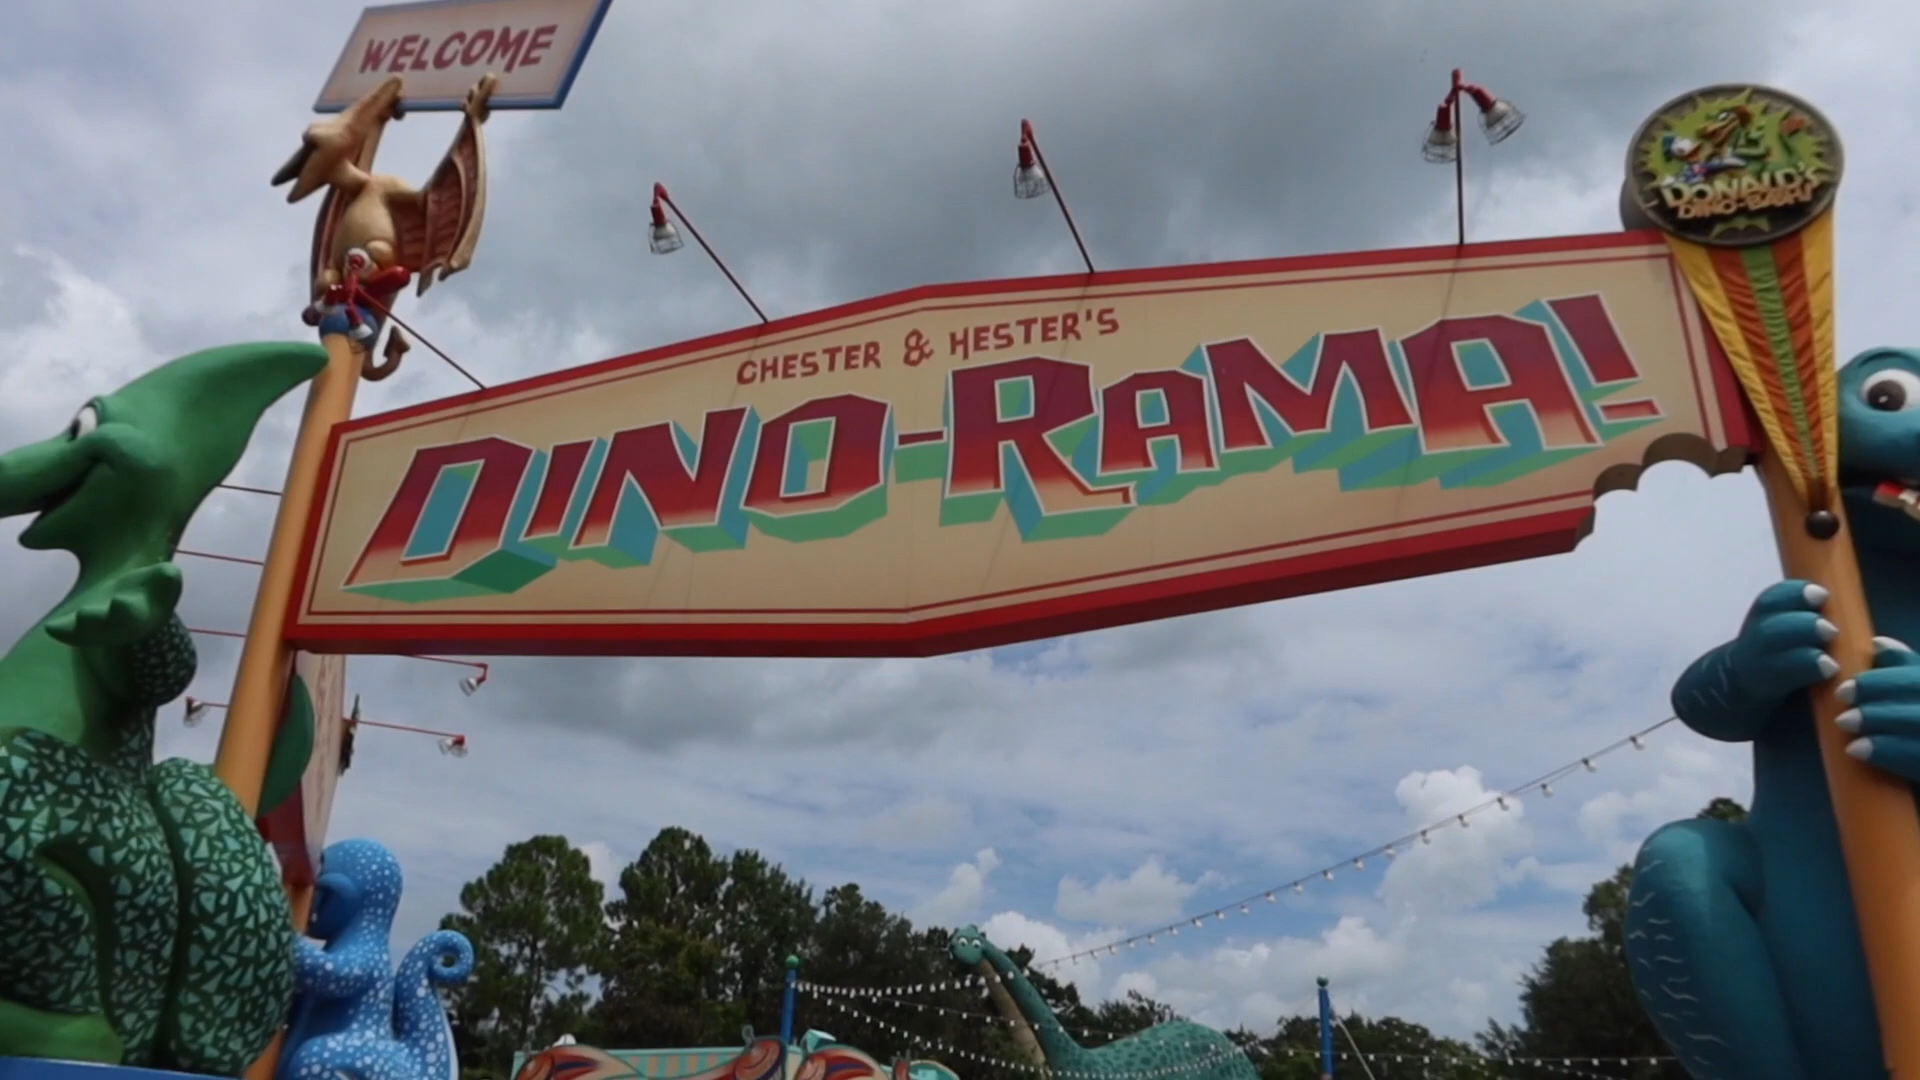 WELCOME
CHESTER & HESTER'S
DINO-RAMA!
DONALD'S
DINO-BASH!